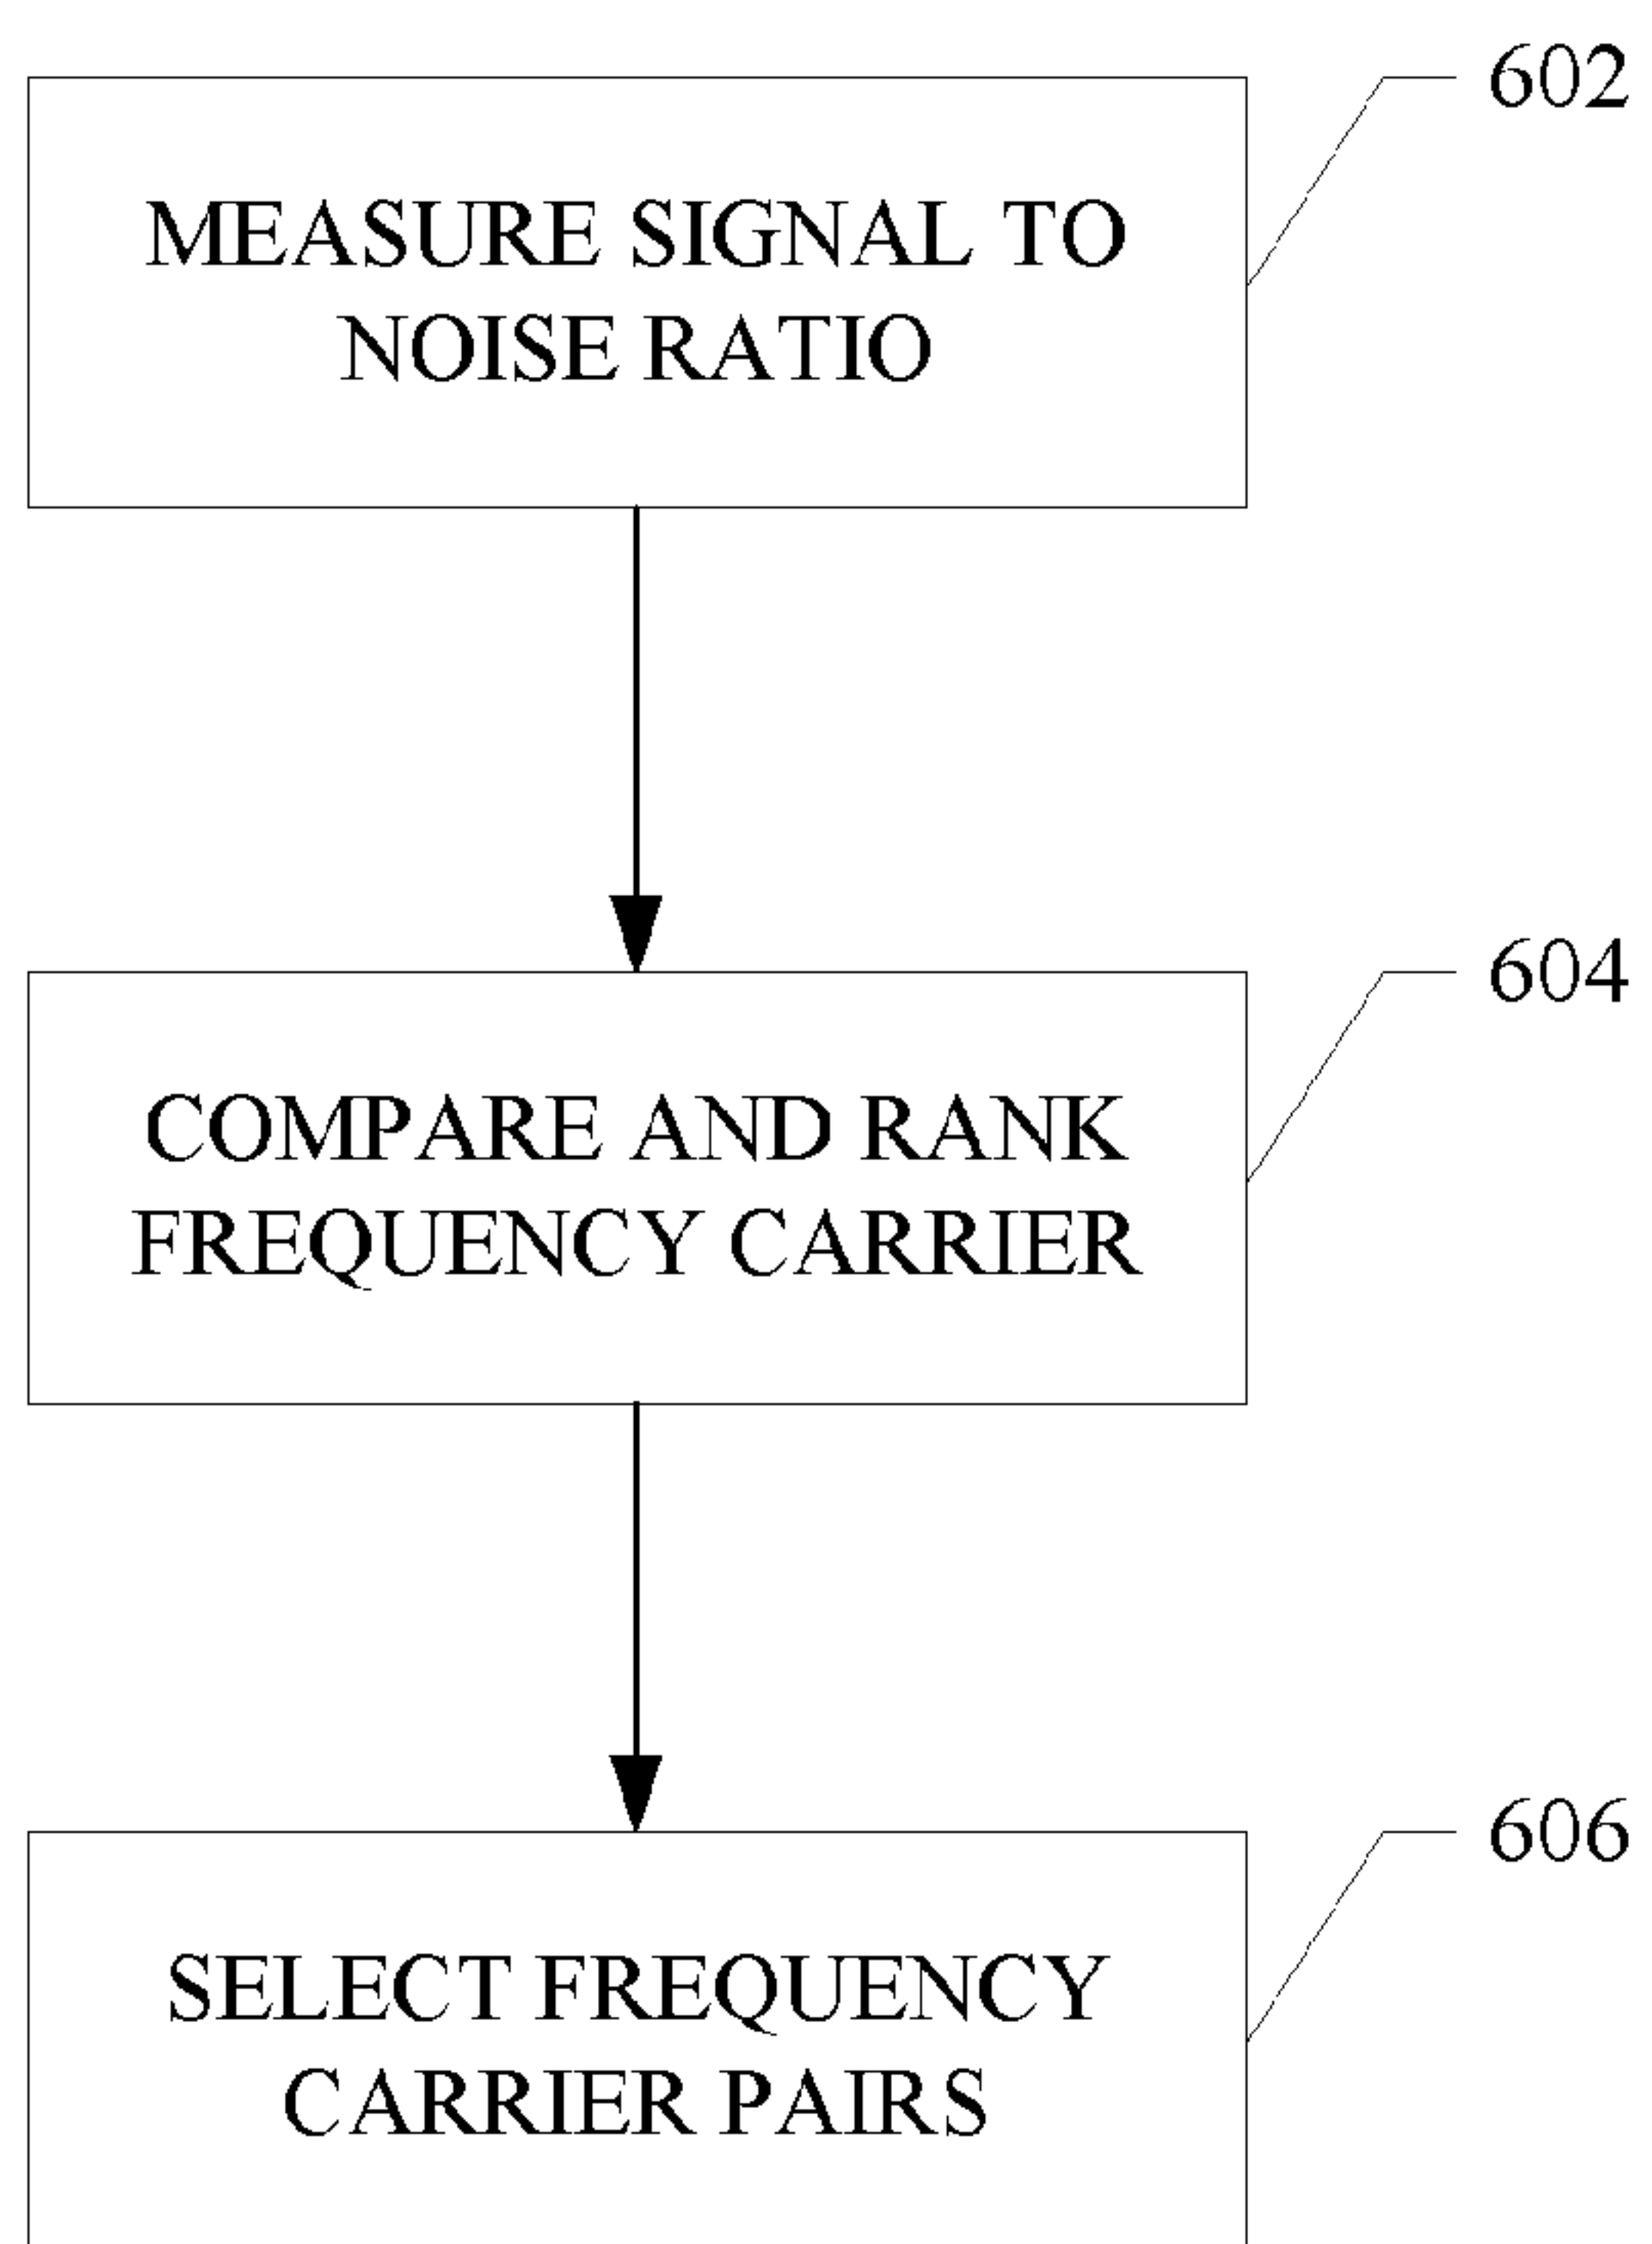 602
MEASURE SIGNAL TO
NOISE RATIO
604
COMPARE AND RANK
FREQUENCY CARRIER
606
SELECT FREQUENCY
CARRIER PAIRS